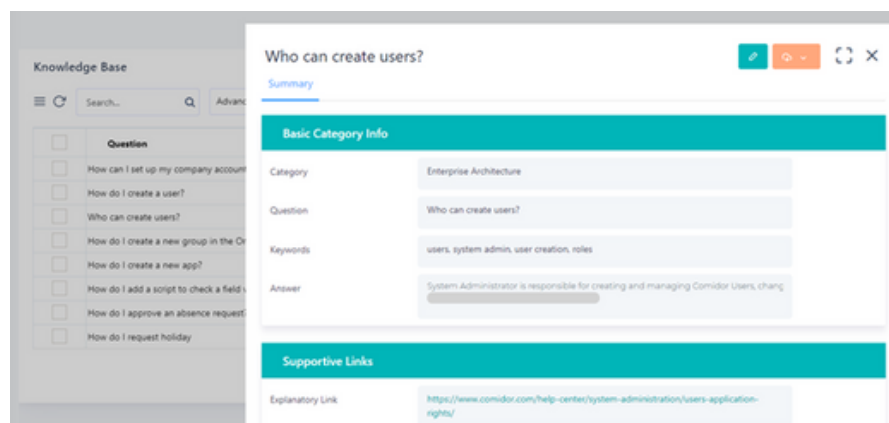 Knowledge Base
Search...
Advanc
Question
How can I set up my company account
How do I create a user?
Who can create users?
How do I create a new group in the Or
How do I create a new app?
How do I add a script to check a field v
How do I approve an absence request?
How do I request holiday
Who can create users?
Summary
Basic Category Info
Category
Enterprise Architecture
Question
Who can create users?
Keywords
users, system admin, user creation, roles
Answer
System Administrator is responsible for creating and managing Comidor Users, chang
Supportive Links
Explanatory Link
https://www.comidor.com/help-center/system-administration/users-application-
rights/